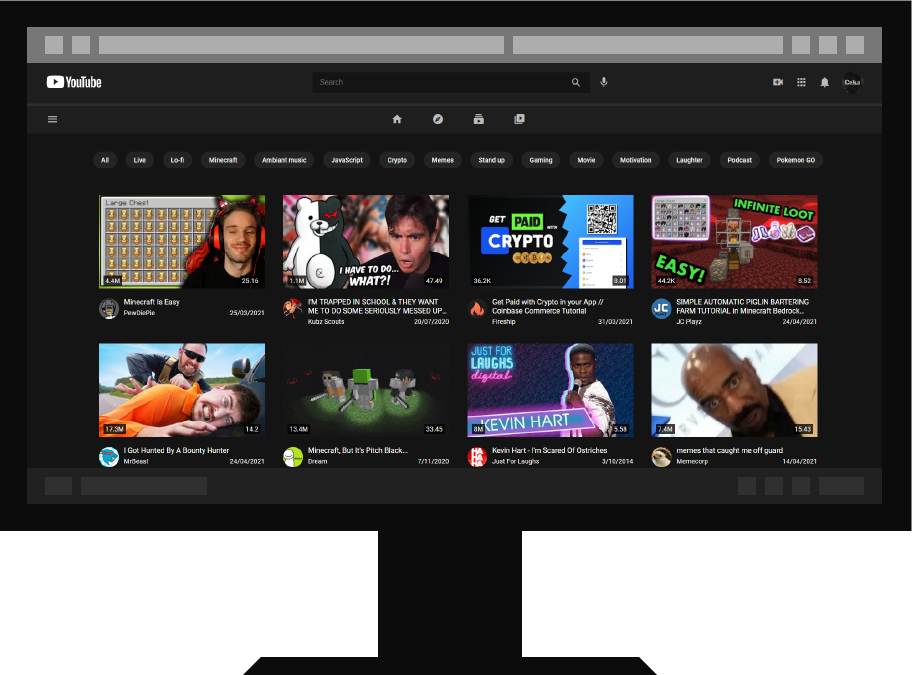 YouTube
Search
Ceka
All Live Lo-fi Minecraft Ambiant music JavaScript Crypto Memes Stand up Gaming Movie Motivation Laughter Podcast Pokemon GO
Large Chest
4.4M 25.16
I HAVE TO DO...
WHAT?!
1.1M 47.49
GET PAID WITH
CRYPTO
36.2K 8.01
INFINITE LOOT
EASY!
44.2K 8.52
Minecraft Is Easy
PewDiePie 25/03/2021
I'M TRAPPED IN SCHOOL & THEY WANT
ME TO DO SOME SERIOUSLY MESSED UP...
Kubz Scouts 20/07/2020
Get Paid with Crypto in your App //
Coinbase Commerce Tutorial
Fireship 31/03/2021
JC
SIMPLE AUTOMATIC PIGLIN BARTERING
FARM TUTORIAL in Minecraft Bedrock...
JC Playz 24/04/2021
17.3M 14.2
13.4M 33.45
JUST FOR
LAUGHS
digital
KEVIN HART
8M 5.58
7.4M 15.43
I Got Hunted By A Bounty Hunter
MrBeast 24/04/2021
Minecraft, But It's Pitch Black...
Dream 7/11/2020
HA
HA
Kevin Hart - I'm Scared Of Ostriches
Just For Laughs 3/10/2014
memes that caught me off guard
Memecorp 14/04/2021